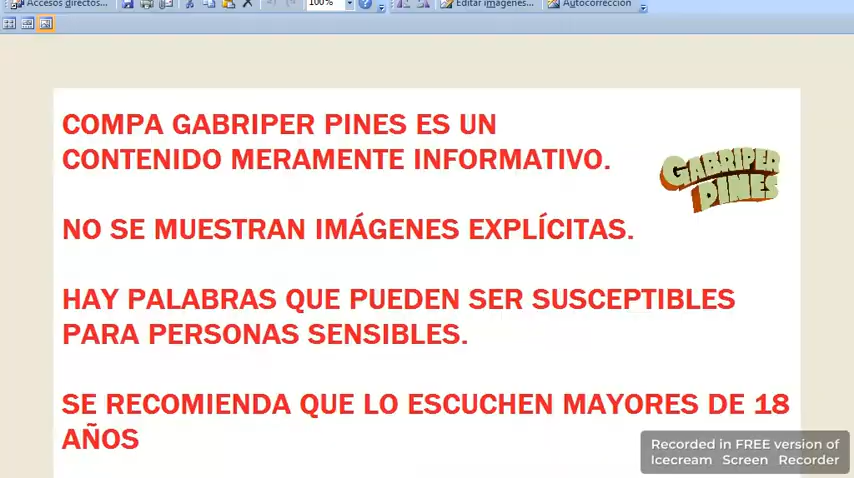 Accesos directos...
100%
Editar imágenes...
Autocorrección
COMPA GABRIPER PINES ES UN
CONTENIDO MERAMENTE INFORMATIVO.
GABRIPER
PINES
NO SE MUESTRAN IMÁGENES EXPLÍCITAS.
HAY PALABRAS QUE PUEDEN SER SUSCEPTIBLES
PARA PERSONAS SENSIBLES.
SE RECOMIENDA QUE LO ESCUCHEN MAYORES DE 18
AÑOS
Recorded in FREE version of
Icecream Screen Recorder